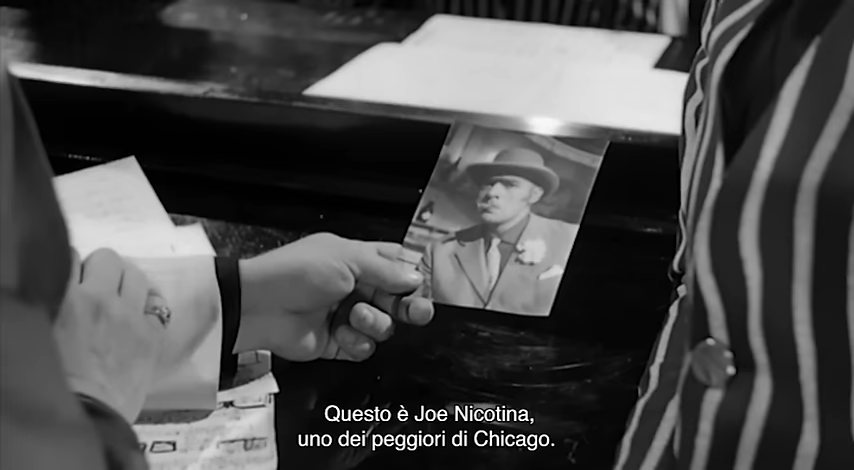 Questo è Joe Nicotina,
uno dei peggiori di Chicago.